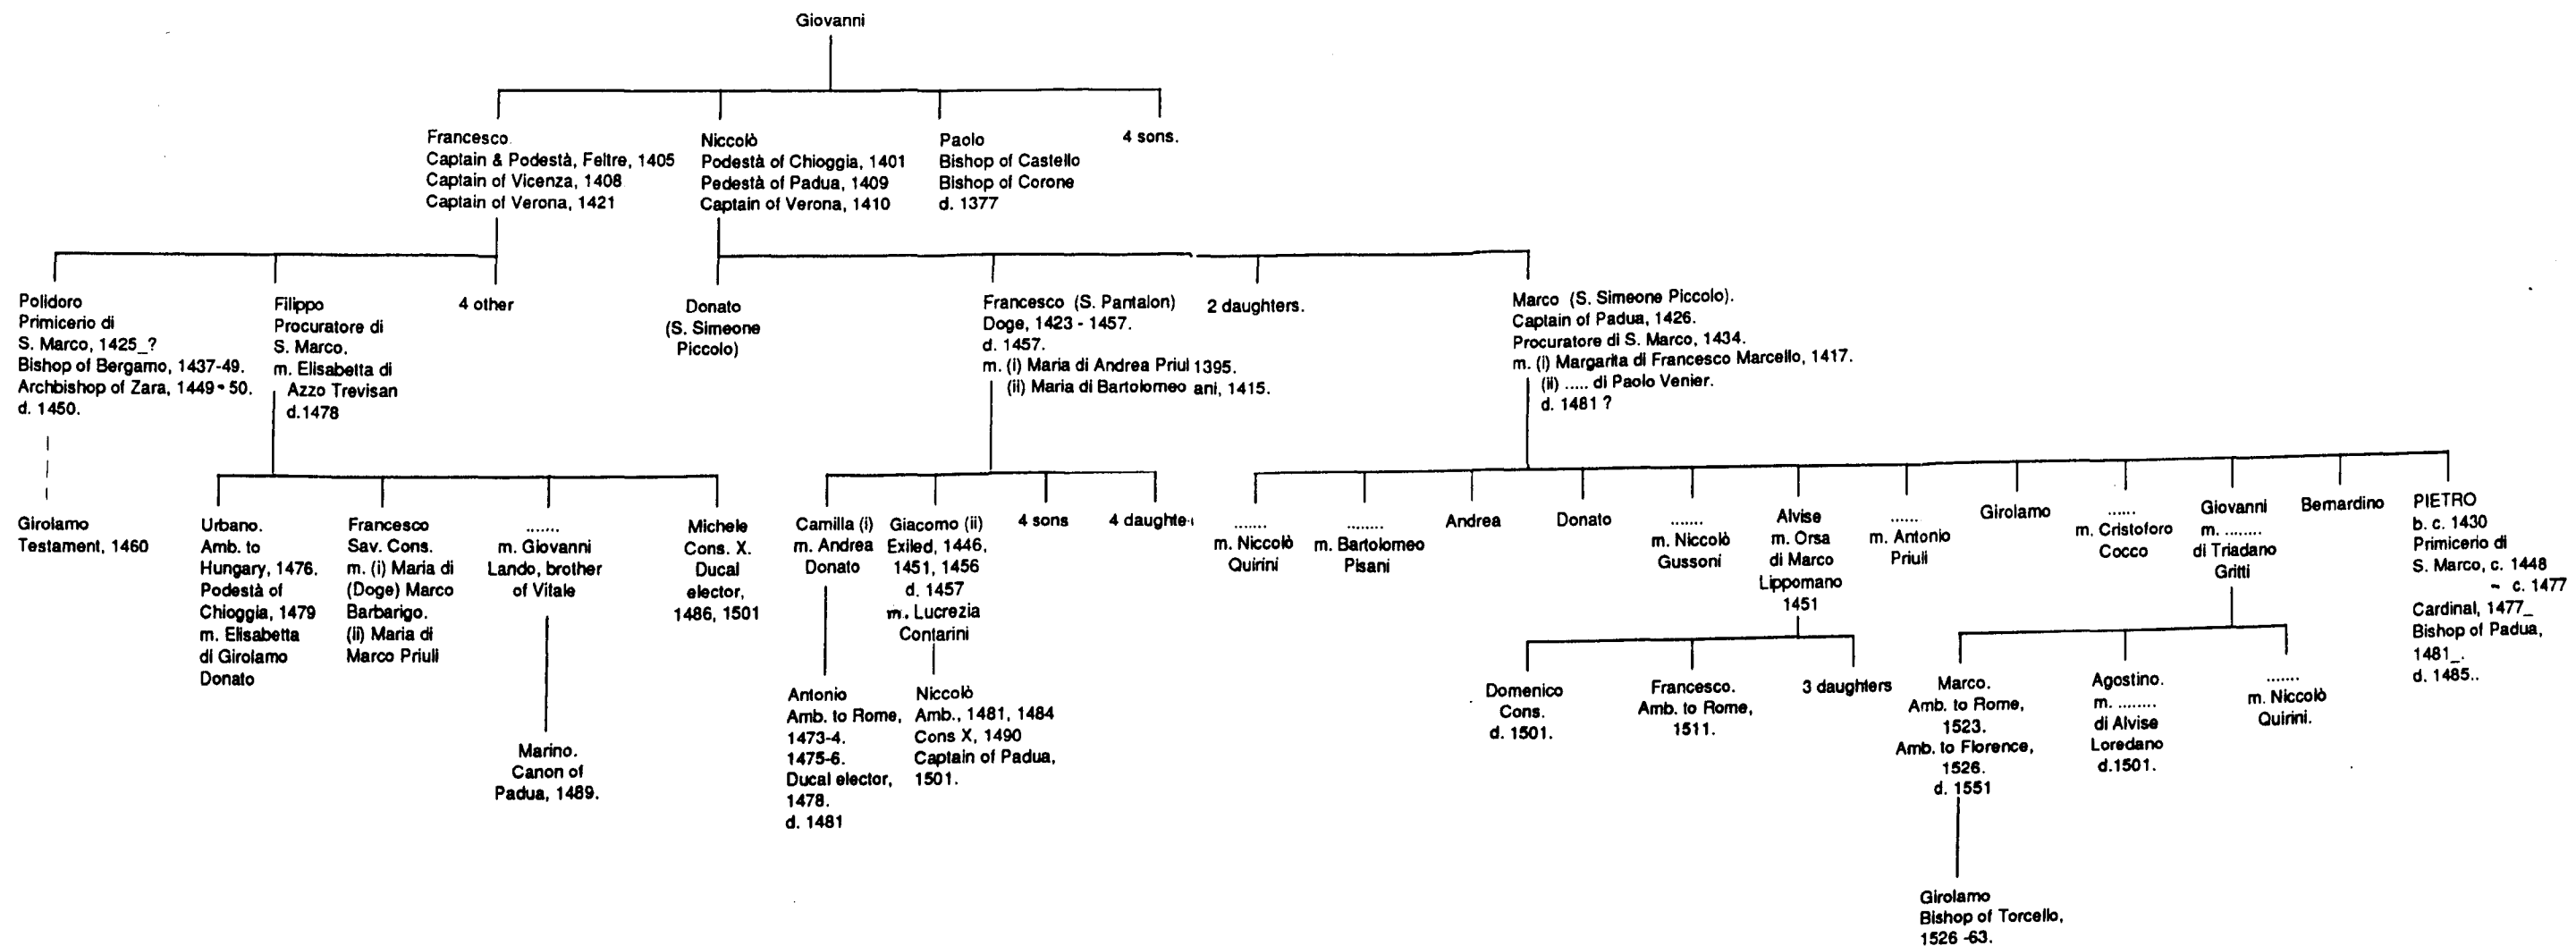 Giovanni
Francesco.
Captain & Podestà, Feltre, 1405
Captain of Vicenza, 1408
Captain of Verona, 1421
Niccolò
Podestà of Chioggia, 1401
Pedestà of Padua, 1409
Captain of Verona, 1410
Paolo
Bishop of Castello
Bishop of Corone
d. 1377
4 sons.
Polidoro
Primicerio di
S. Marco, 1425_?
Bishop of Bergamo, 1437-49.
Archbishop of Zara, 1449-50.
d. 1450.
Filippo
Procuratore di
S. Marco.
m. Elisabetta di
Azzo Trevisan
d.1478
4 other
Donato
(S. Simeone
Piccolo)
Francesco (S. Pantalon)
Doge, 1423 - 1457.
d. 1457.
m. (i) Maria di Andrea Priul 1395.
(ii) Maria di Bartolomeo ani, 1415.
2 daughters.
Marco (S. Simeone Piccolo).
Captain of Padua, 1426.
Procuratore di S. Marco, 1434.
m. (i) Margarita di Francesco Marcello, 1417.
(ii) ..... di Paolo Venier.
d. 1481 ?
Girolamo
Testament, 1460
Urbano.
Amb. to
Hungary, 1476.
Podestà of
Chioggia, 1479
m. Elisabetta
di Girolamo
Donato
Francesco
Sav. Cons.
m. (i) Maria di
(Doge) Marco
Barbarigo.
(ii) Maria di
Marco Priuli
.......
m. Giovanni
Lando, brother
of Vitale
Michele
Cons. X.
Ducal
elector,
1486, 1501
Camilla (i)
m. Andrea
Donato
Giacomo (ii)
Exiled, 1446,
1451, 1456
d. 1457
m. Lucrezia
Contarini
4 sons
4 daughte
.......
m. Niccolò
Quirini
........
m. Bartolomeo
Pisani
Andrea
Donato
......
m. Niccolò
Gussoni
Alvise
m. Orsa
di Marco
Lippomano
1451
......
m. Antonio
Priuli
Girolamo
......
m. Cristoforo
Cocco
Giovanni
m. ........
di Triadano
Gritti
Bernardino
PIETRO
b. c. 1430
Primicerio di
S. Marco, c. 1448
- c. 1477
Cardinal, 1477_
Bishop of Padua,
1481_.
d. 1485..
Marino.
Canon of
Padua, 1489.
Antonio
Amb. to Rome,
1473-4.
1475-6.
Ducal elector,
1478.
d. 1481
Niccolò
Amb., 1481, 1484
Cons X, 1490
Captain of Padua,
1501.
Domenico
Cons.
d. 1501.
Francesco.
Amb. to Rome,
1511.
3 daughters
Marco.
Amb. to Rome,
1523.
Amb. to Florence,
1526.
d. 1551
Agostino.
m. ........
di Alvise
Loredano
d.1501.
.......
m. Niccolò
Quirini.
Girolamo
Bishop of Torcello,
1526 -63.